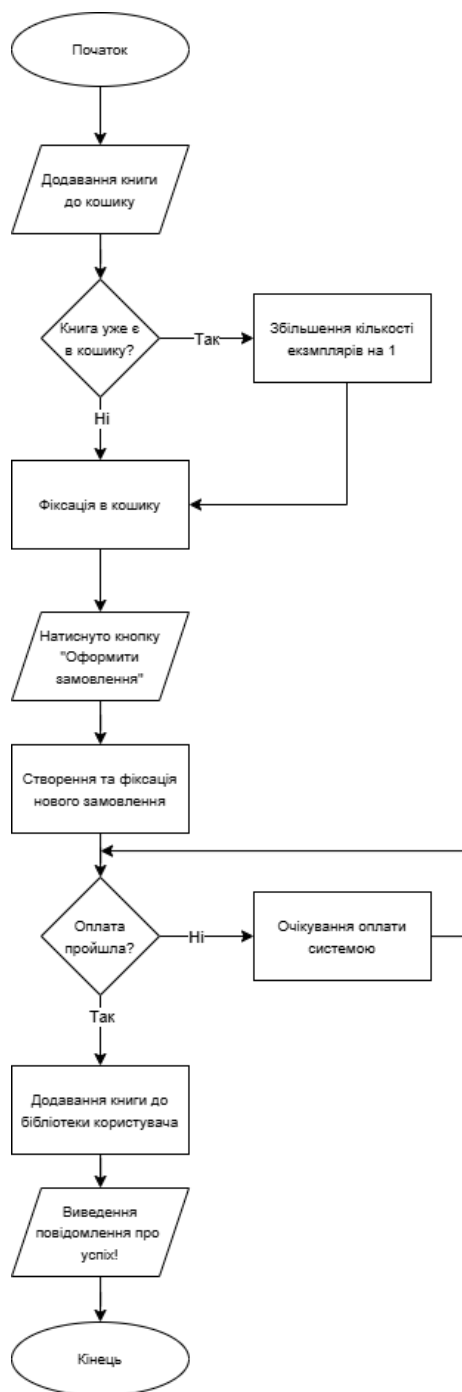 Початок
Додавання книги
до кошику
Книга уже є
в кошику?
Так
Збільшення кількості
екзмплярів на 1
Ні
Фіксація в кошику
Натиснуто кнопку
"Оформити
замовлення"
Створення та фіксація
нового замовлення
Оплата
пройшла?
Ні
Очікування оплати
системою
Так
Додавання книги до
бібліотеки користувача
Виведення
повідомлення про
успіх!
Кінець